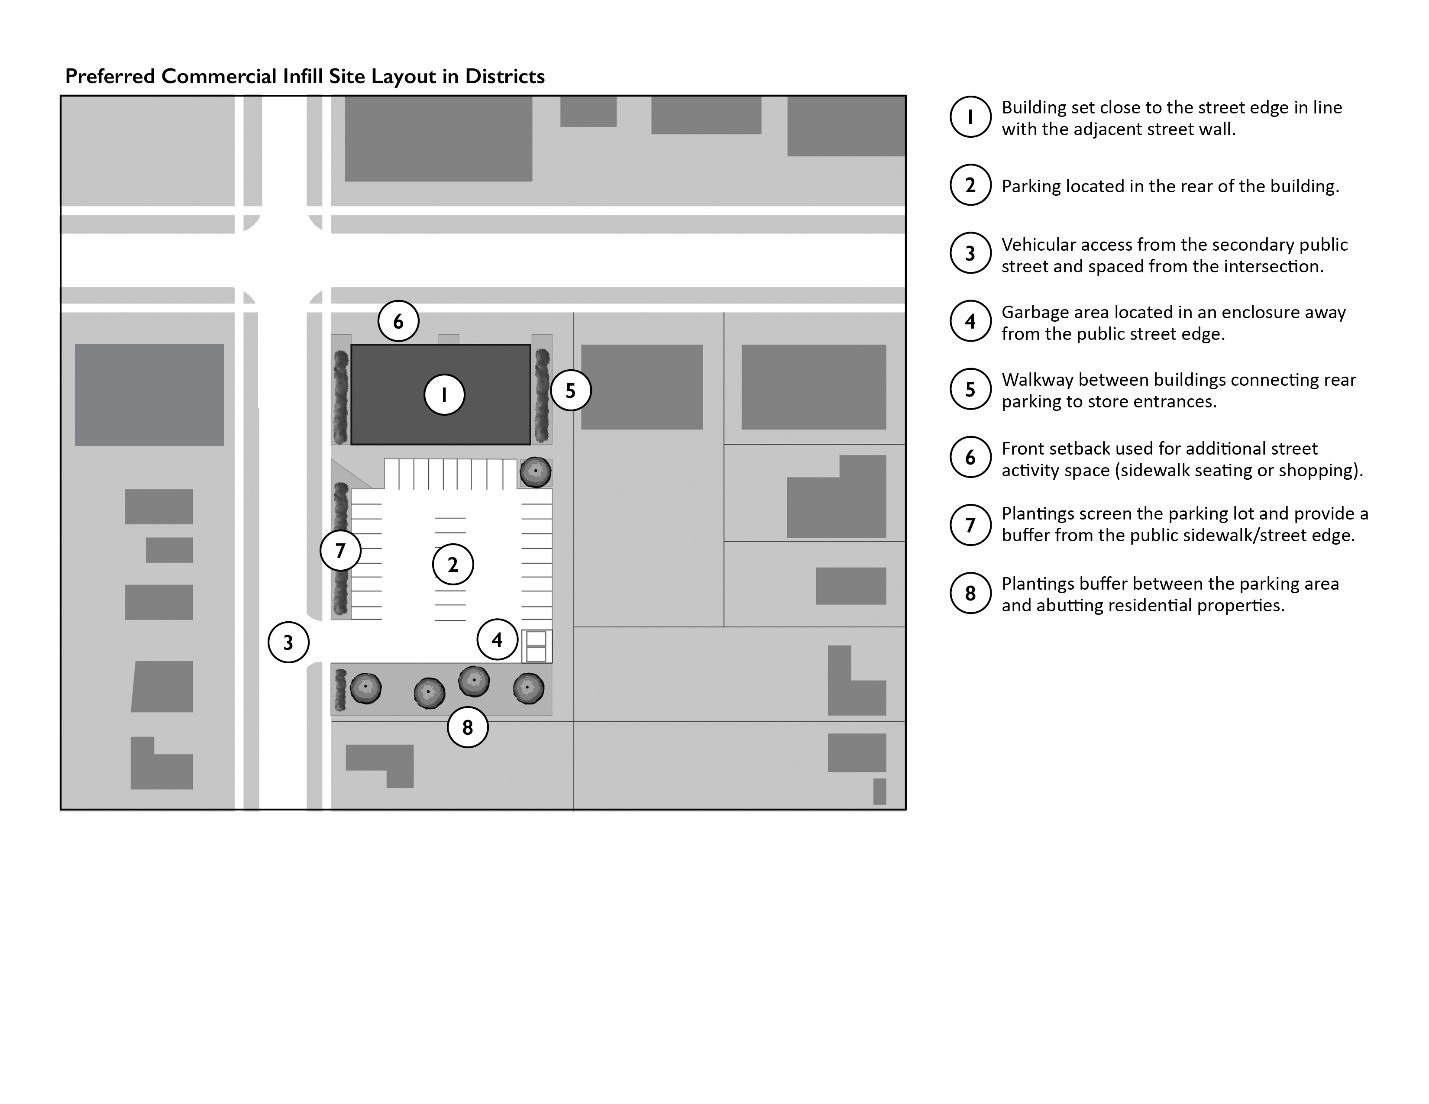 Preferred Commercial Infill Site Layout in Districts
1
Building set close to the street edge in line
with the adjacent street wall.
2
Parking located in the rear of the building.
3
Vehicular access from the secondary public
street and spaced from the intersection.
4
Garbage area located in an enclosure away
from the public street edge.
5
Walkway between buildings connecting rear
parking to store entrances.
6
Front setback used for additional street
activity space (sidewalk seating or shopping).
7
Plantings screen the parking lot and provide a
buffer from the public sidewalk/street edge.
8
Plantings buffer between the parking area
and abutting residential properties.
6
1
5
7
2
3
4
8